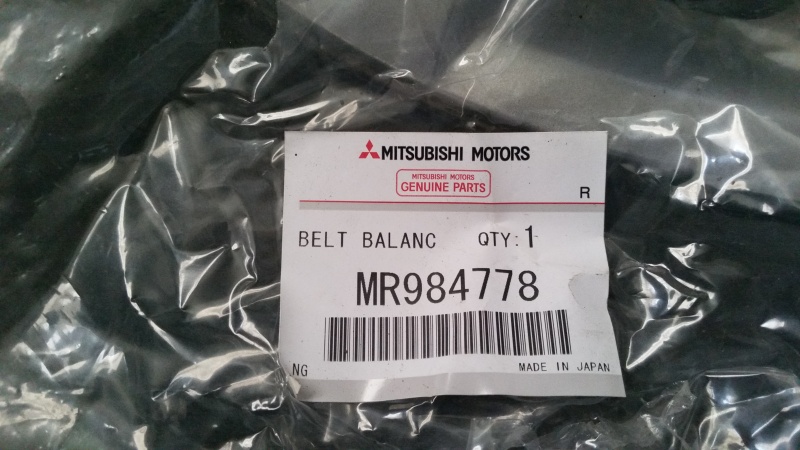 MITSUBISHI MOTORS
MITSUBISHI MOTORS
GENUINE PARTS
R
BELT BALANC QTY:1
MR984778
NG MADE IN JAPAN